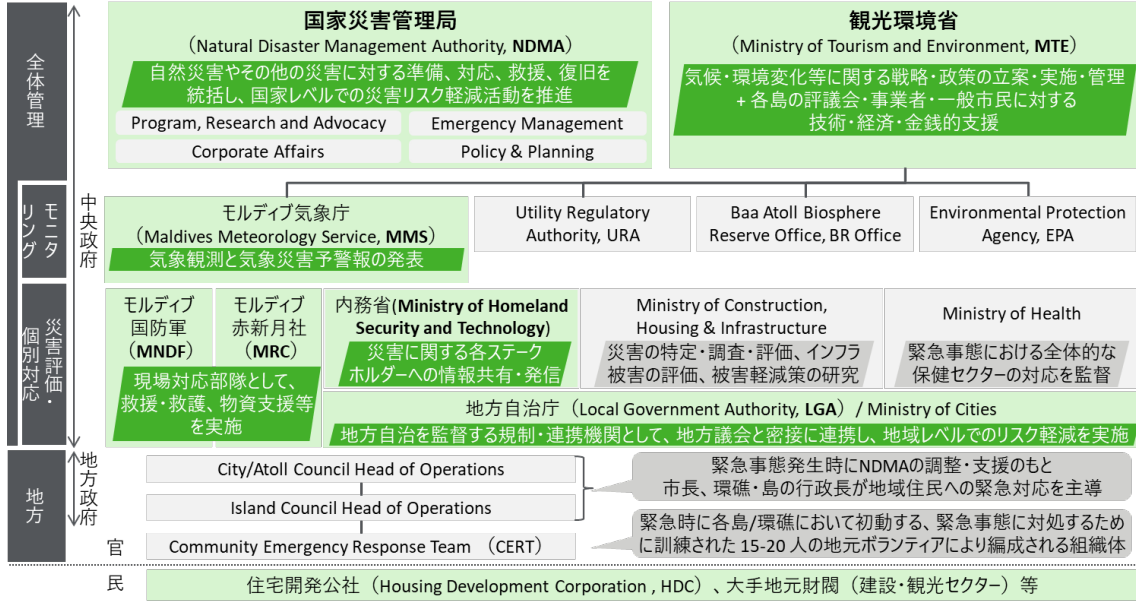 全体管理
国家災害管理局
（Natural Disaster Management Authority, NDMA）
自然災害やその他の災害に対する準備、対応、救援、復旧を
統括し、国家レベルでの災害リスク軽減活動を推進
Program, Research and Advocacy
Emergency Management
Corporate Affairs
Policy & Planning
観光環境省
（Ministry of Tourism and Environment, MTE）
気候・環境変化等に関する戦略・政策の立案・実施・管理
+ 各島の評議会・事業者・一般市民に対する
技術・経済・金銭的支援
中央政府
モニタ
リング
モルディブ気象庁
（Maldives Meteorology Service, MMS）
気象観測と気象災害予警報の発表
Utility Regulatory
Authority, URA
Baa Atoll Biosphere
Reserve Office, BR Office
Environmental Protection
Agency, EPA
災害評価・
個別対応
モルディブ
国防軍
（MNDF）
モルディブ
赤新月社
（MRC）
現場対応部隊として、
救援・救護、物資支援等
を実施
内務省(Ministry of Homeland
Security and Technology)
災害に関する各ステーク
ホルダーへの情報共有・発信
Ministry of Construction,
Housing & Infrastructure
災害の特定・調査・評価、インフラ
被害の評価、被害軽減策の研究
Ministry of Health
緊急事態における全体的な
保健セクターの対応を監督
地方自治庁（Local Government Authority, LGA）/ Ministry of Cities
地方自治を監督する規制・連携機関として、地方議会と密接に連携し、地域レベルでのリスク軽減を実施
地方
地方政府
City/Atoll Council Head of Operations
Island Council Head of Operations
緊急事態発生時にNDMAの調整・支援のもと
市長、環礁・島の行政長が地域住民への緊急対応を主導
官
Community Emergency Response Team （CERT）
緊急時に各島/環礁において初動する、緊急事態に対処するため
に訓練された 15-20 人の地元ボランティアにより編成される組織体
民
住宅開発公社（Housing Development Corporation , HDC）、大手地元財閥（建設・観光セクター）等